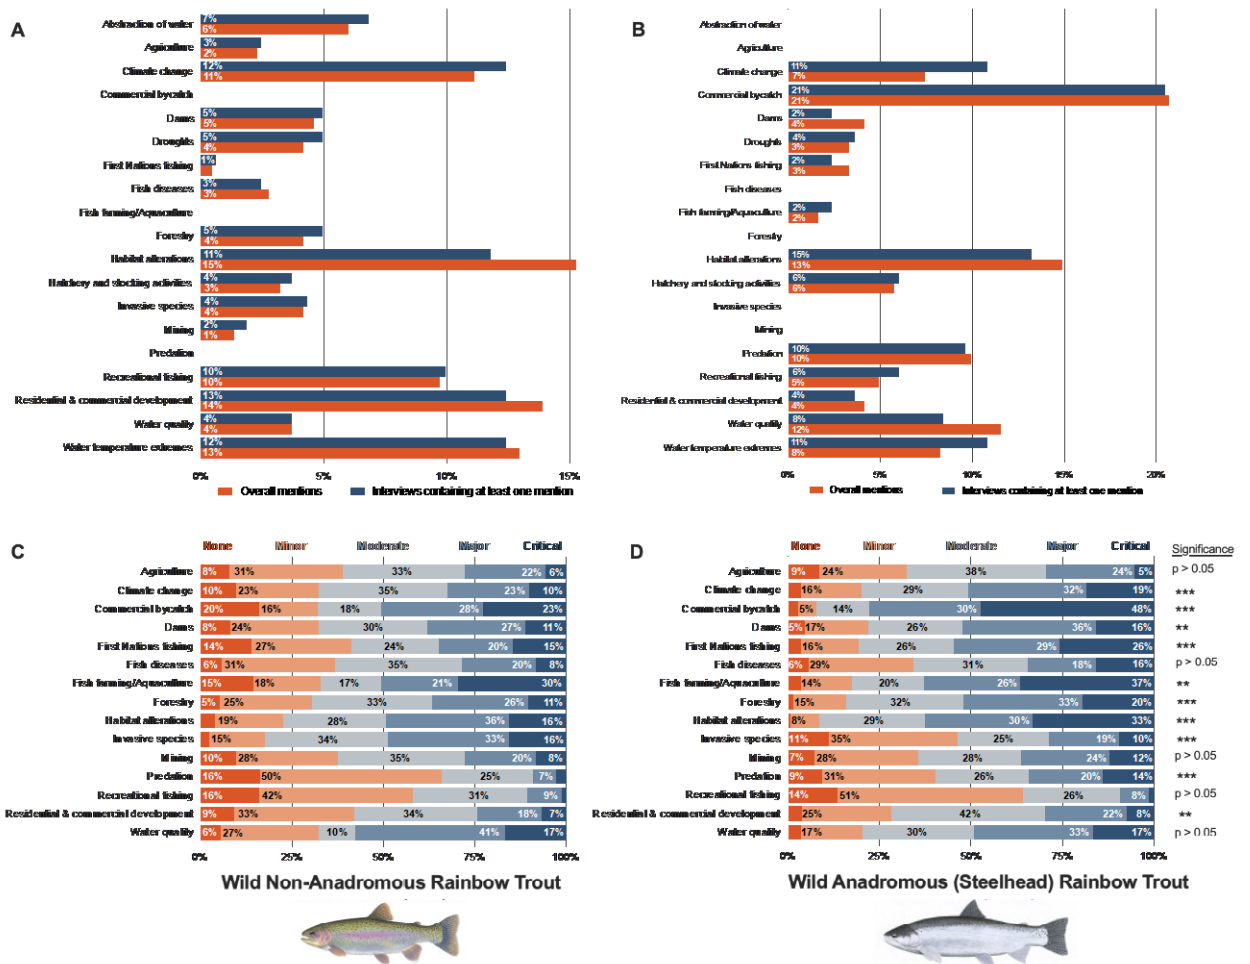 A
Abstraction of water 7% 6%
Agriculture 3% 2%
Climate change 12% 11%
Commercial bycatch
Dams 5% 5%
Droughts 5% 4%
First Nations fishing 1%
Fish diseases 3% 3%
Fish farming/Aquaculture
Forestry 5% 4%
Habitat alterations 11% 15%
Hatchery and stocking activities 4% 3%
Invasive species 4% 4%
Mining 2% 1%
Predation
Recreational fishing 10% 10%
Residential & commercial development 13% 14%
Water quality 4% 4%
Water temperature extremes 12% 13%
0% 5% 10% 15%
Overall mentions Interviews containing at least one mention
B
Abstraction of water
Agriculture
Climate change 11% 7%
Commercial bycatch 21% 21%
Dams 2% 4%
Droughts 4% 3%
First Nations fishing 2% 3%
Fish diseases
Fish farming/Aquaculture 2% 2%
Forestry
Habitat alterations 15% 13%
Hatchery and stocking activities 6% 6%
Invasive species
Mining
Predation 10% 10%
Recreational fishing 6% 5%
Residential & commercial development 4% 4%
Water quality 8% 12%
Water temperature extremes 11% 8%
0% 5% 10% 15% 20%
Overall mentions Interviews containing at least one mention
C
None Minor Moderate Major Critical
Agriculture 8% 31% 33% 22% 6%
Climate change 10% 23% 35% 23% 10%
Commercial bycatch 20% 16% 18% 28% 23%
Dams 8% 24% 30% 27% 11%
First Nations fishing 14% 27% 24% 20% 15%
Fish diseases 6% 31% 35% 20% 8%
Fish farming/Aquaculture 15% 18% 17% 21% 30%
Forestry 5% 25% 33% 26% 11%
Habitat alterations 19% 28% 36% 16%
Invasive species 15% 34% 33% 16%
Mining 10% 28% 35% 20% 8%
Predation 16% 50% 25% 7%
Recreational fishing 16% 42% 31% 9%
Residential & commercial development 9% 33% 34% 18% 7%
Water quality 6% 27% 10% 41% 17%
0% 25% 50% 75% 100%
Wild Non-Anadromous Rainbow Trout
D
None Minor Moderate Major Critical Significance
Agriculture 9% 24% 38% 24% 5% p > 0.05
Climate change 16% 29% 32% 19% ***
Commercial bycatch 5% 14% 30% 48% ***
Dams 5% 17% 26% 36% 16% **
First Nations fishing 16% 26% 29% 26% ***
Fish diseases 6% 29% 31% 18% 16% p > 0.05
Fish farming/Aquaculture 14% 20% 26% 37% **
Forestry 15% 32% 33% 20% ***
Habitat alterations 8% 29% 30% 33% ***
Invasive species 11% 35% 25% 19% 10% ***
Mining 7% 28% 28% 24% 12% p > 0.05
Predation 9% 31% 26% 20% 14% ***
Recreational fishing 14% 51% 26% 8% p > 0.05
Residential & commercial development 25% 42% 22% 8% **
Water quality 17% 30% 33% 17% p > 0.05
0% 25% 50% 75% 100%
Wild Anadromous (Steelhead) Rainbow Trout